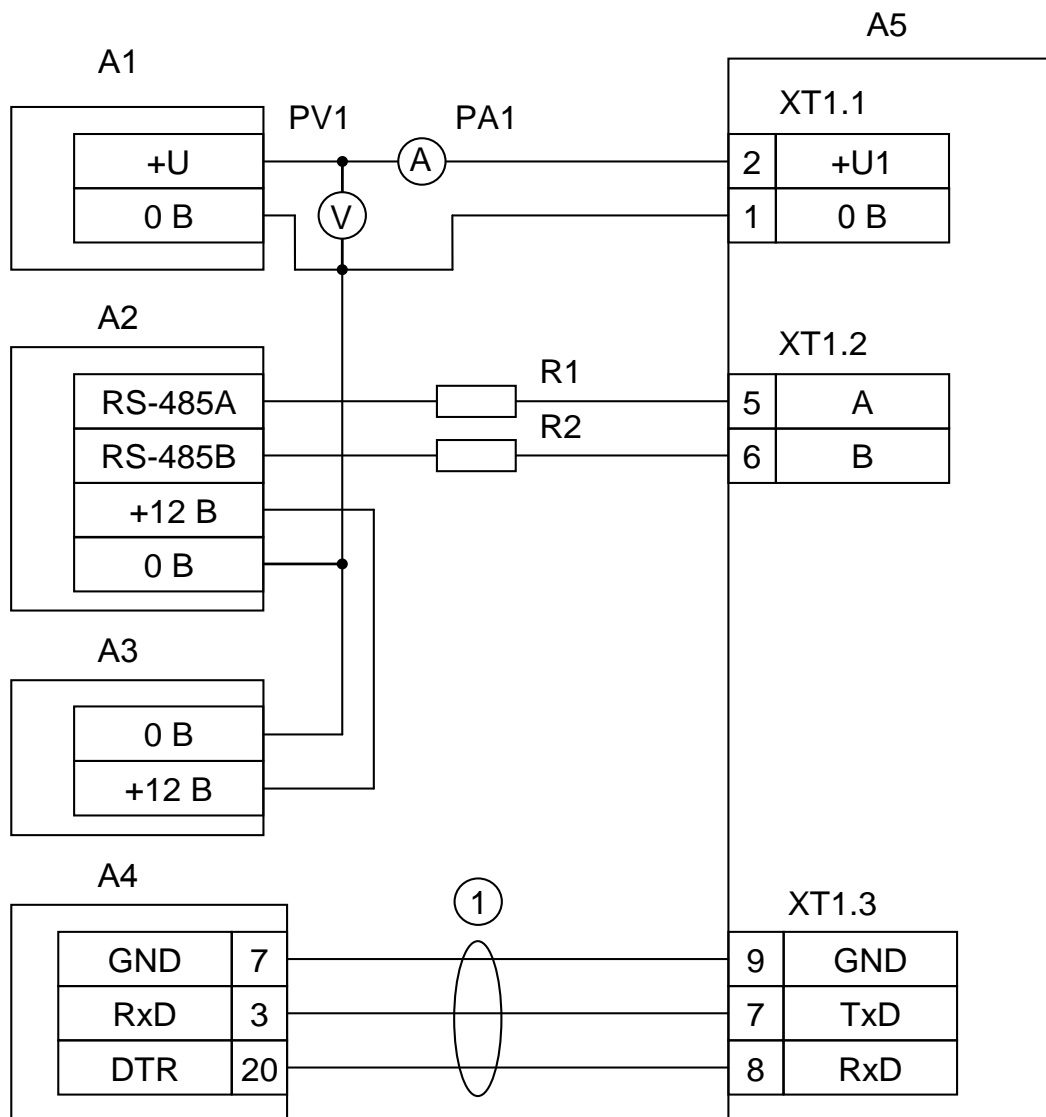 A5
A1
XT1.1
PV1 PA1
+U A 2 +U1
0 В V 1 0 В
A2
XT1.2
R1
RS-485A 5 A
R2
RS-485B 6 B
+12 В
0 В
A3
0 В
+12 В
A4
1
XT1.3
GND 7 9 GND
RxD 3 7 TxD
DTR 20 8 RxD